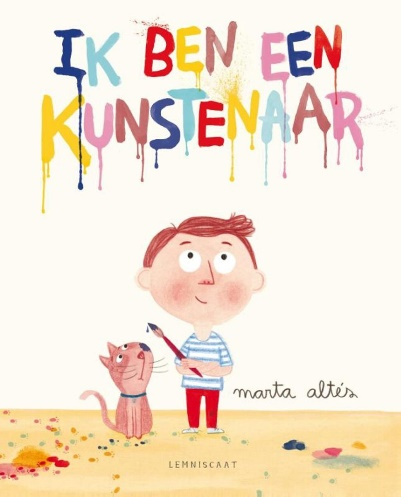 IK BEN EEN
KUNSTENAAR
marta altés
LEMNISCAAT